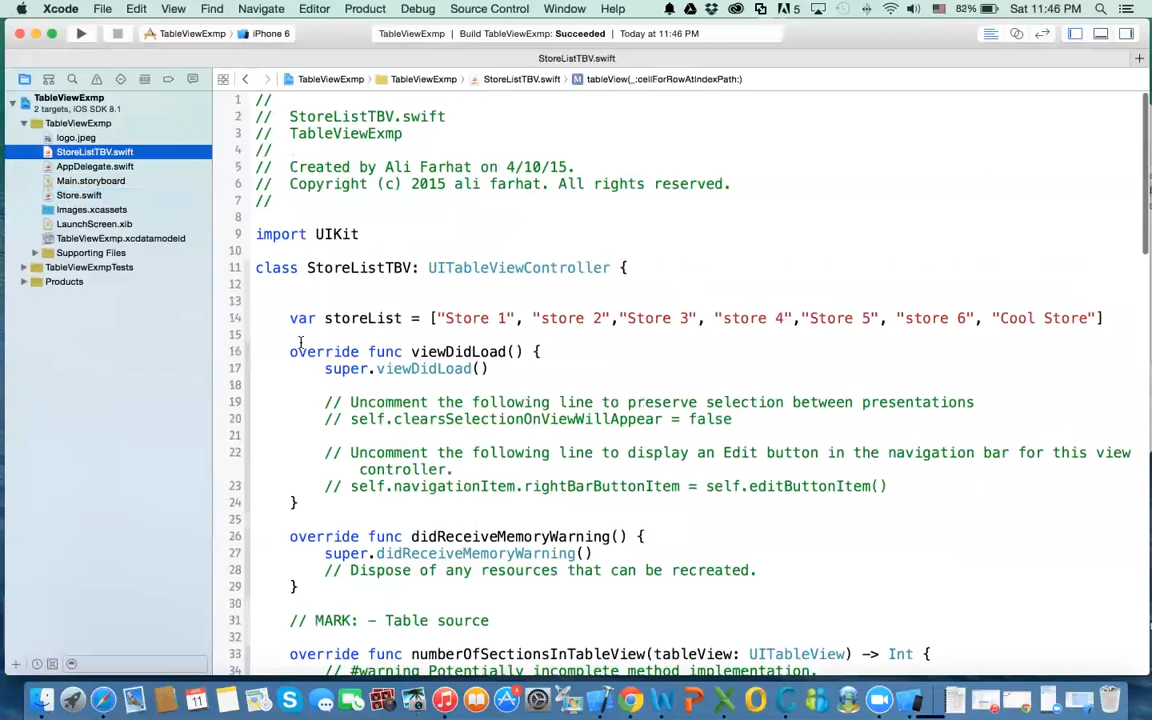 Xcode File Edit View Find Navigate Editor Product Debug Source Control Window Help 5 82% Sat 11:46 PM
TableViewExmp iPhone 6 TableViewExmp | Build TableViewExmp: Succeeded | Today at 11:46 PM
StoreListTBV.swift
TableViewExmp TableViewExmp StoreListTBV.swift M tableView(_:cellForRowAtIndexPath:)
TableViewExmp
2 targets, iOS SDK 8.1
TableViewExmp
logo.jpeg
StoreListTBV.swift
AppDelegate.swift
Main.storyboard
Store.swift
Images.xcassets
LaunchScreen.xib
TableViewExmp.xcdatamodeld
Supporting Files
TableViewExmpTests
Products
1 //
2 // StoreListTBV.swift
3 // TableViewExmp
4 //
5 // Created by Ali Farhat on 4/10/15.
6 // Copyright (c) 2015 ali farhat. All rights reserved.
7 //
8
9 import UIKit
10
11 class StoreListTBV: UITableViewController {
12
13
14 var storeList = ["Store 1", "store 2","Store 3", "store 4","Store 5", "store 6", "Cool Store"]
15
16 override func viewDidLoad() {
17 super.viewDidLoad()
18
19 // Uncomment the following line to preserve selection between presentations
20 // self.clearsSelectionOnViewWillAppear = false
21
22 // Uncomment the following line to display an Edit button in the navigation bar for this view
controller.
23 // self.navigationItem.rightBarButtonItem = self.editButtonItem()
24 }
25
26 override func didReceiveMemoryWarning() {
27 super.didReceiveMemoryWarning()
28 // Dispose of any resources that can be recreated.
29 }
30
31 // MARK: - Table source
32
33 override func numberOfSectionsInTableView(tableView: UITableView) -> Int {
34 // #warning Potentially incomplete method implementation.